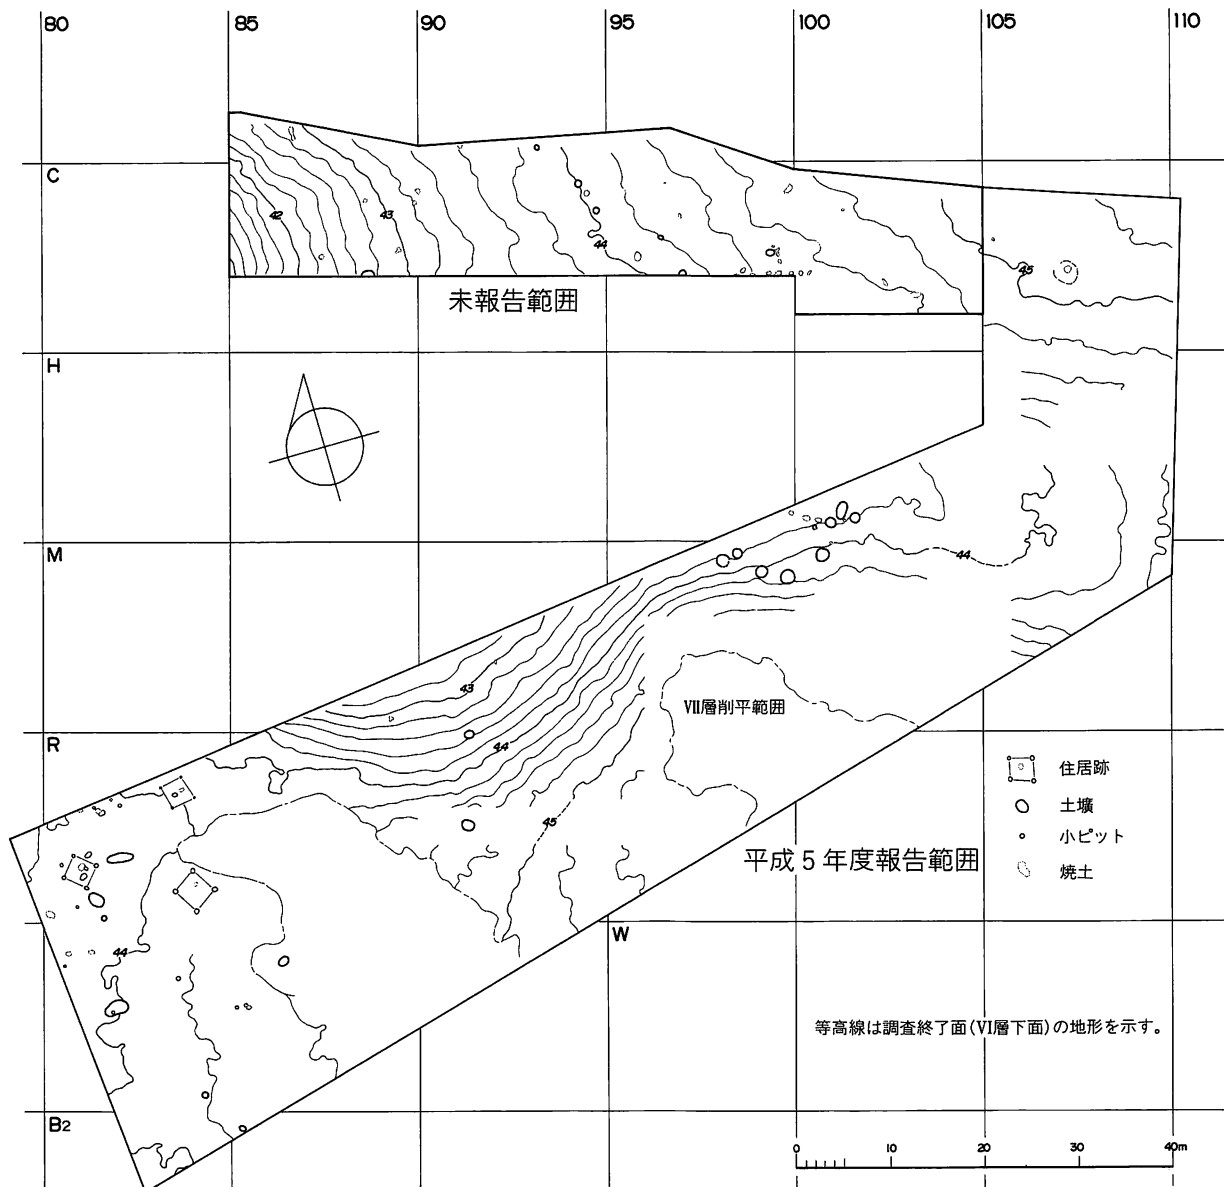 80 85 90 95 100 105 110
C
42
43
44
45
未報告範囲
H
M
44
43
VII層削平範囲
R
44
住居跡
45
土壙
小ピット
平成5年度報告範囲
焼土
W
44
等高線は調査終了面(VI層下面)の地形を示す。
B2
0 10 20 30 40m